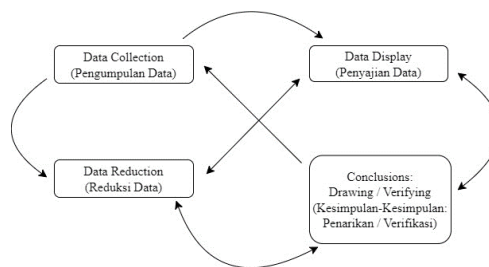 Data Collection
(Pengumpulan Data)
Data Display
(Penyajian Data)
Data Reduction
(Reduksi Data)
Conclusions:
Drawing / Verifying
(Kesimpulan-Kesimpulan:
Penarikan / Verifikasi)